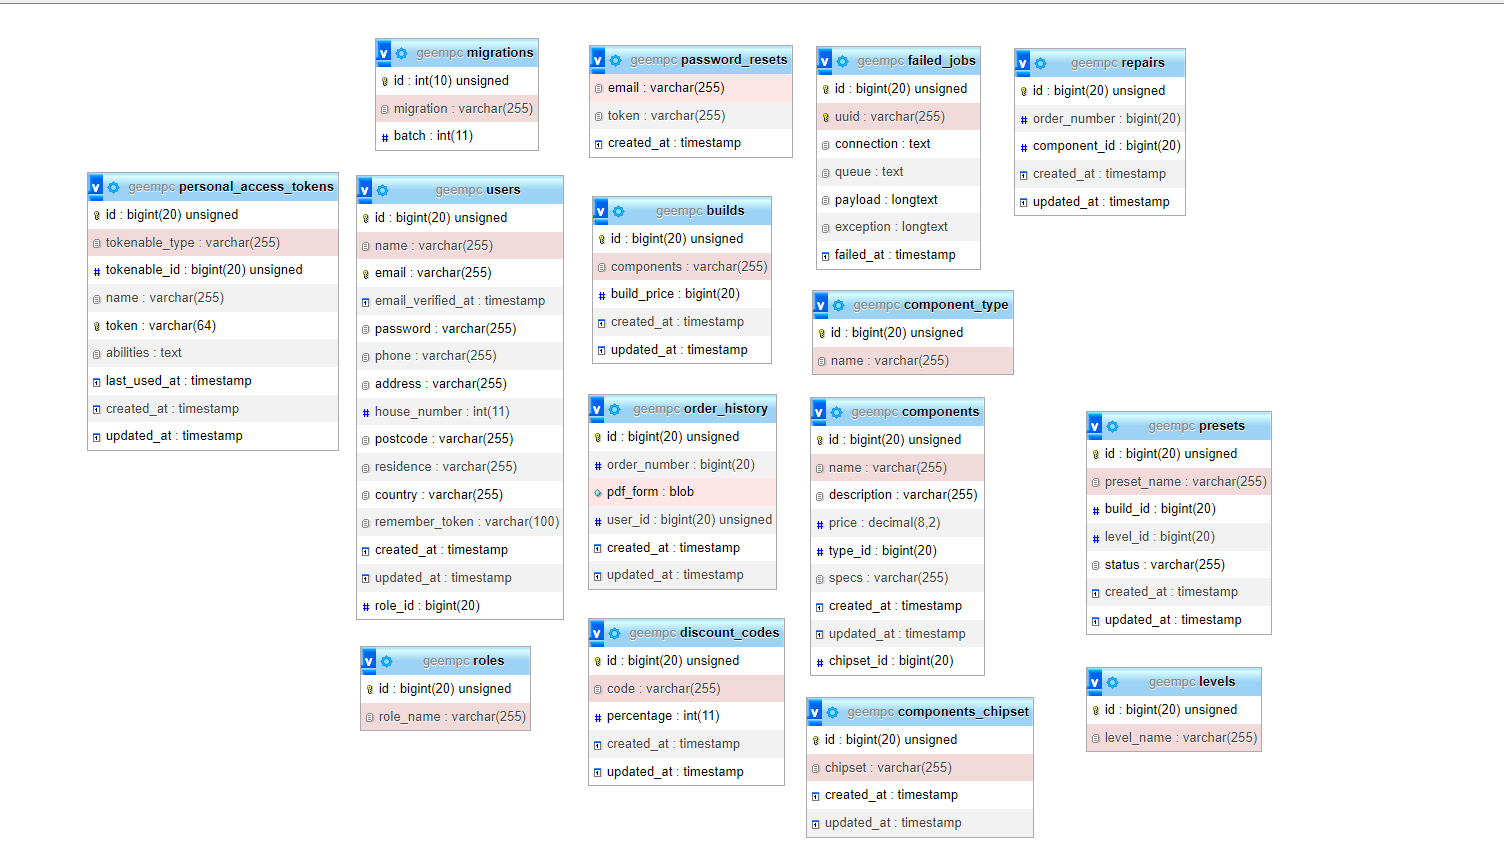 geempc migrations
id : int(10) unsigned
migration : varchar(255)
batch : int(11)
geempc password_resets
email : varchar(255)
token : varchar(255)
created_at : timestamp
geempc failed_jobs
id : bigint(20) unsigned
uuid : varchar(255)
connection : text
queue : text
payload : longtext
exception : longtext
failed_at : timestamp
geempc repairs
id : bigint(20) unsigned
order_number : bigint(20)
component_id : bigint(20)
created_at : timestamp
updated_at : timestamp
geempc personal_access_tokens
id : bigint(20) unsigned
tokenable_type : varchar(255)
tokenable_id : bigint(20) unsigned
name : varchar(255)
token : varchar(64)
abilities : text
last_used_at : timestamp
created_at : timestamp
updated_at : timestamp
geempc users
id : bigint(20) unsigned
name : varchar(255)
email : varchar(255)
email_verified_at : timestamp
password : varchar(255)
phone : varchar(255)
address : varchar(255)
house_number : int(11)
postcode : varchar(255)
residence : varchar(255)
country : varchar(255)
remember_token : varchar(100)
created_at : timestamp
updated_at : timestamp
role_id : bigint(20)
geempc builds
id : bigint(20) unsigned
components : varchar(255)
build_price : bigint(20)
created_at : timestamp
updated_at : timestamp
geempc component_type
id : bigint(20) unsigned
name : varchar(255)
geempc order_history
id : bigint(20) unsigned
order_number : bigint(20)
pdf_form : blob
user_id : bigint(20) unsigned
created_at : timestamp
updated_at : timestamp
geempc components
id : bigint(20) unsigned
name : varchar(255)
description : varchar(255)
price : decimal(8,2)
type_id : bigint(20)
specs : varchar(255)
created_at : timestamp
updated_at : timestamp
chipset_id : bigint(20)
geempc presets
id : bigint(20) unsigned
preset_name : varchar(255)
build_id : bigint(20)
level_id : bigint(20)
status : varchar(255)
created_at : timestamp
updated_at : timestamp
geempc roles
id : bigint(20) unsigned
role_name : varchar(255)
geempc discount_codes
id : bigint(20) unsigned
code : varchar(255)
percentage : int(11)
created_at : timestamp
updated_at : timestamp
geempc components_chipset
id : bigint(20) unsigned
chipset : varchar(255)
created_at : timestamp
updated_at : timestamp
geempc levels
id : bigint(20) unsigned
level_name : varchar(255)